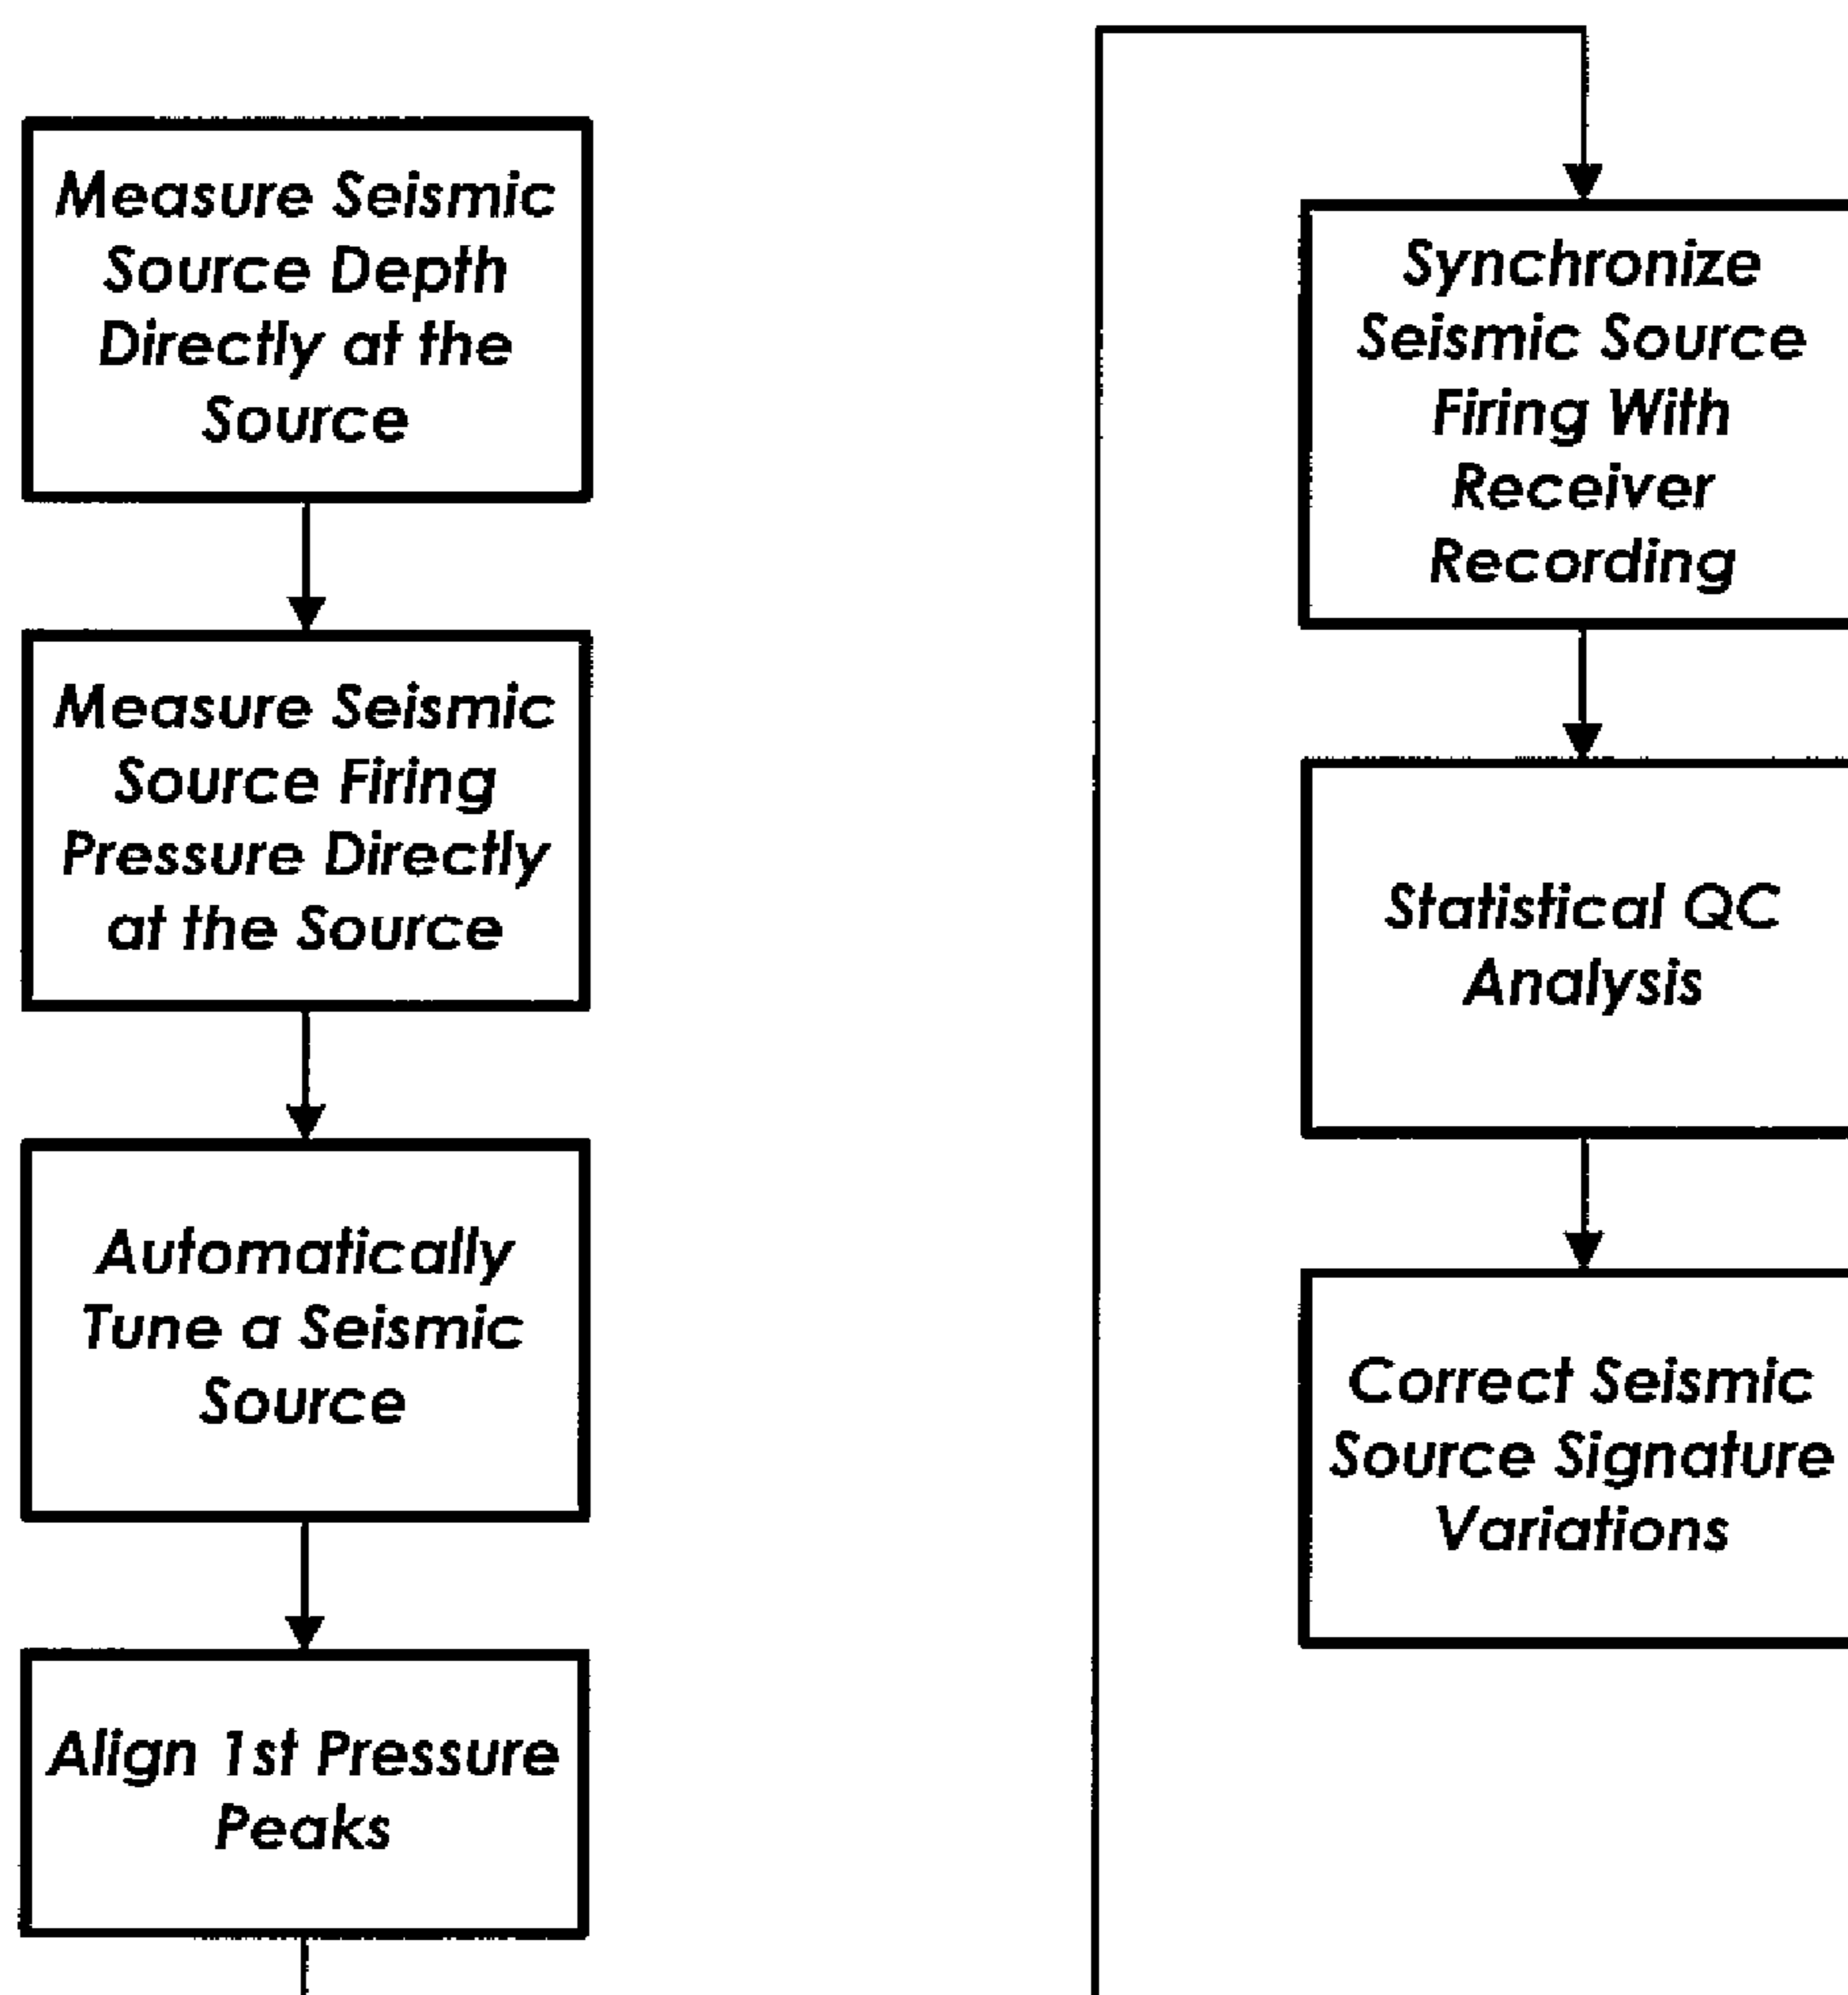 Measure Seismic
Source Depth
Directly at the
Source
Measure Seismic
Source Firing
Pressure Directly
at the Source
Automatically
Tune a Seismic
Source
Align 1st Pressure
Peaks
Synchronize
Seismic Source
Firing With
Receiver
Recording
Statistical QC
Analysis
Correct Seismic
Source Signature
Variations